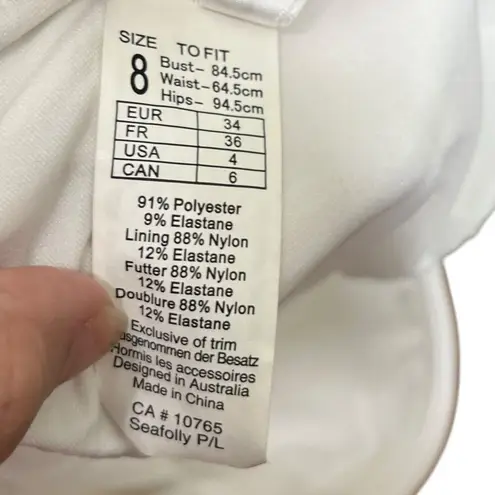 SIZE TO FIT
8 Bust- 84.5cm
Waist-64.5cm
Hips- 94.5cm
EUR 34
FR 36
USA 4
CAN 6
91% Polyester
9% Elastane
Lining 88% Nylon
12% Elastane
Futter 88% Nylon
12% Elastane
Doublure 88% Nylon
12% Elastane
Exclusive of trim
der Besatz
Hormis les accessoires
Designed in Australia
Made in China
CA # 10765
Seafolly P/L